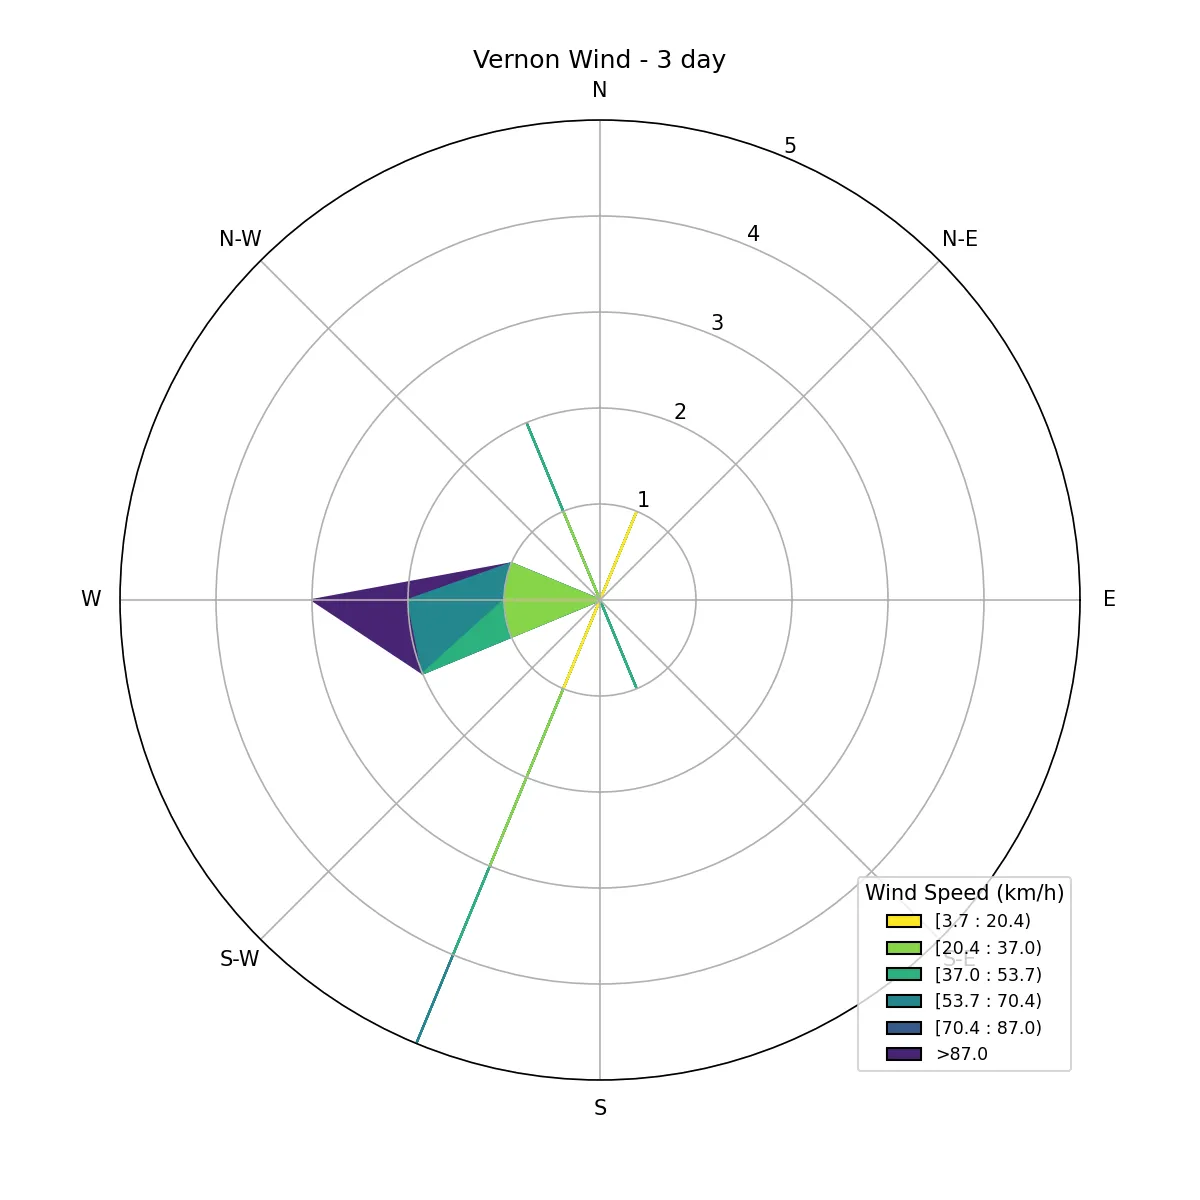 Vernon Wind - 3 day
N
5
N-W
N-E
4
3
2
1
W
E
S-W
S-E
S
Wind Speed (km/h)
[3.7 : 20.4)
[20.4 : 37.0)
[37.0 : 53.7)
[53.7 : 70.4)
[70.4 : 87.0)
>87.0